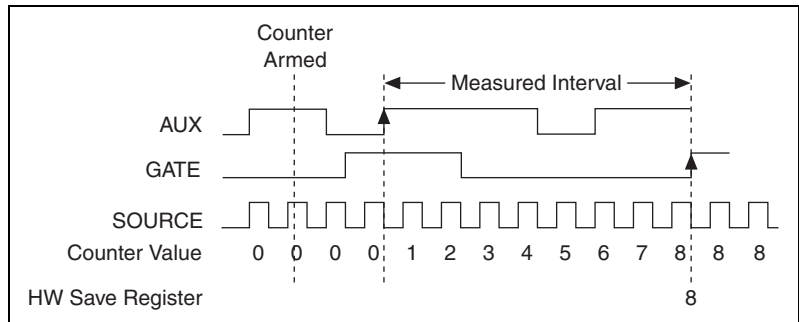 Counter
Armed
Measured Interval
AUX
GATE
SOURCE
Counter Value 0 0 0 0 1 2 3 4 5 6 7 8 8 8
HW Save Register 8